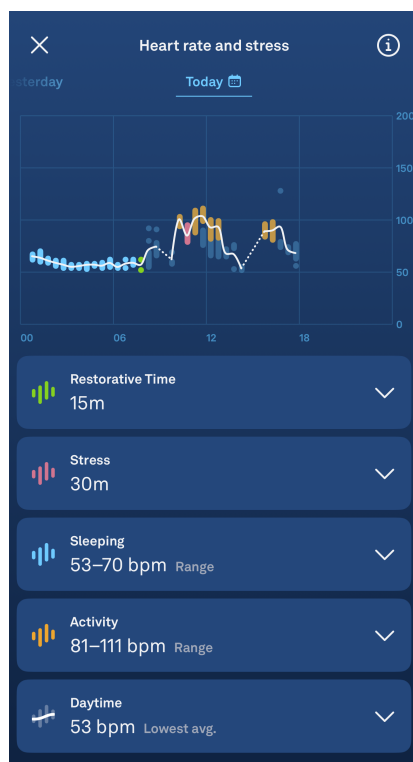 Heart rate and stress
sterday
Today
200
150
100
50
0
00 06 12 18
Restorative Time
15m
Stress
30m
Sleeping
53–70 bpm Range
Activity
81–111 bpm Range
Daytime
53 bpm Lowest avg.